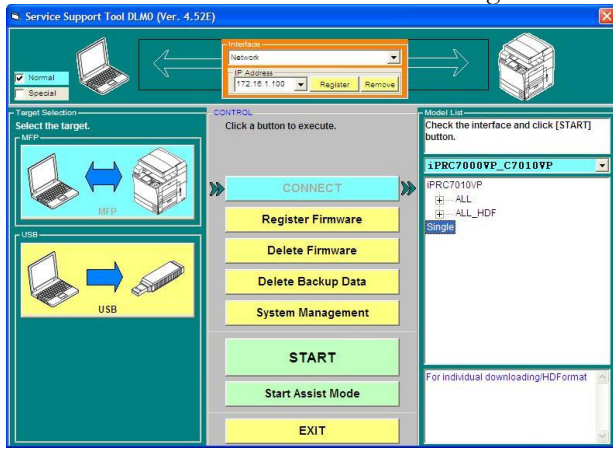 Service Support Tool DLM0 (Ver. 4.52E)
Interface
Network
IP Address
172.16.1.100
Register
Remove
Normal
Special
Target Selection
Select the target.
MFP
MFP
USB
USB
CONTROL
Click a button to execute.
CONNECT
Register Firmware
Delete Firmware
Delete Backup Data
System Management
START
Start Assist Mode
EXIT
Model List
Check the interface and click [START]
button.
iPRC7000VP_C7010VP
iPRC7010VP
ALL
ALL_HDF
Single
For individual downloading/HDFormat